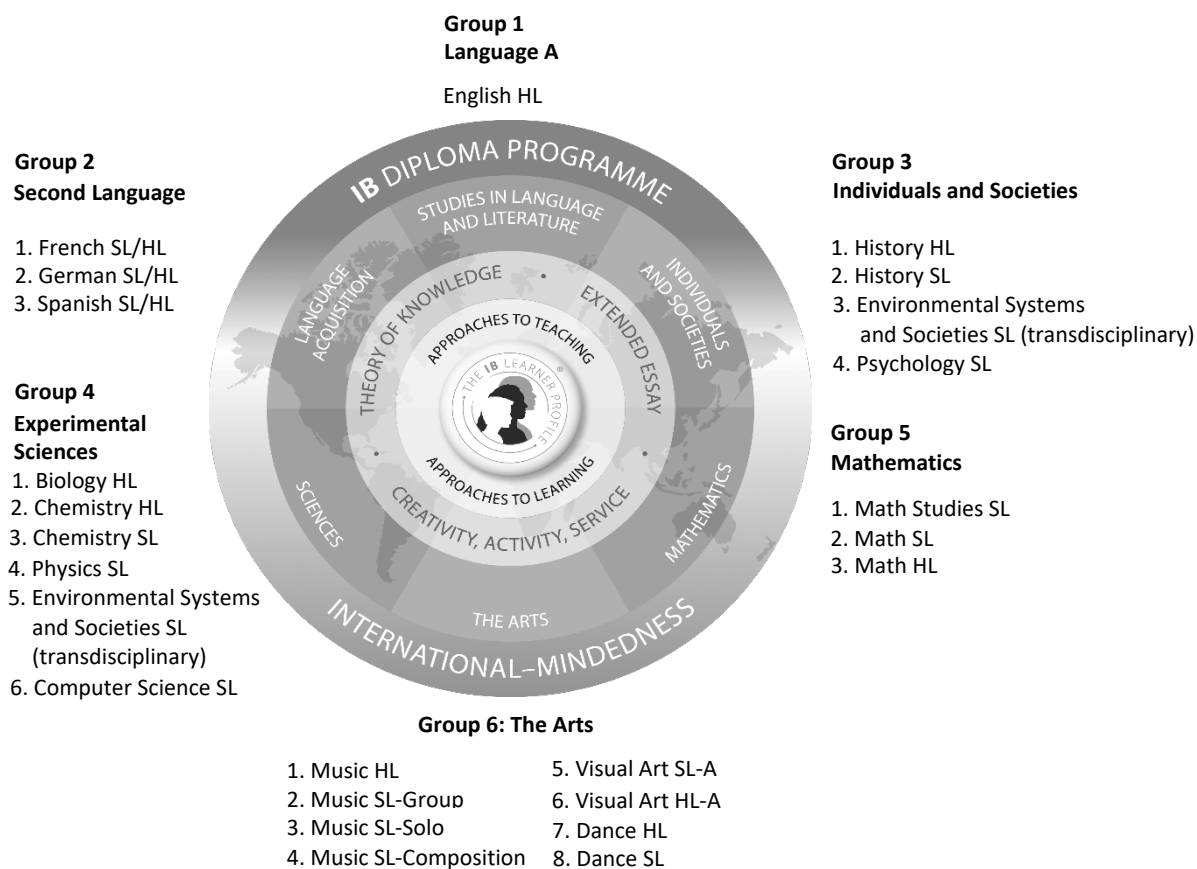 Group 1
Language A
English HL
Group 2
Second Language
1. French SL/HL
2. German SL/HL
3. Spanish SL/HL
Group 3
Individuals and Societies
1. History HL
2. History SL
3. Environmental Systems
and Societies SL (transdisciplinary)
4. Psychology SL
Group 4
Experimental
Sciences
1. Biology HL
2. Chemistry HL
3. Chemistry SL
4. Physics SL
5. Environmental Systems
and Societies SL
(transdisciplinary)
6. Computer Science SL
Group 5
Mathematics
1. Math Studies SL
2. Math SL
3. Math HL
IB DIPLOMA PROGRAMME
STUDIES IN LANGUAGE
AND LITERATURE
LANGUAGE
ACQUISITION
INDIVIDUALS
AND SOCIETIES
THEORY OF KNOWLEDGE
EXTENDED ESSAY
APPROACHES TO TEACHING
THE IB LEARNER PROFILE ®
APPROACHES TO LEARNING
CREATIVITY, ACTIVITY, SERVICE
SCIENCES
MATHEMATICS
THE ARTS
INTERNATIONAL–MINDEDNESS
Group 6: The Arts
1. Music HL
2. Music SL-Group
3. Music SL-Solo
4. Music SL-Composition
5. Visual Art SL-A
6. Visual Art HL-A
7. Dance HL
8. Dance SL